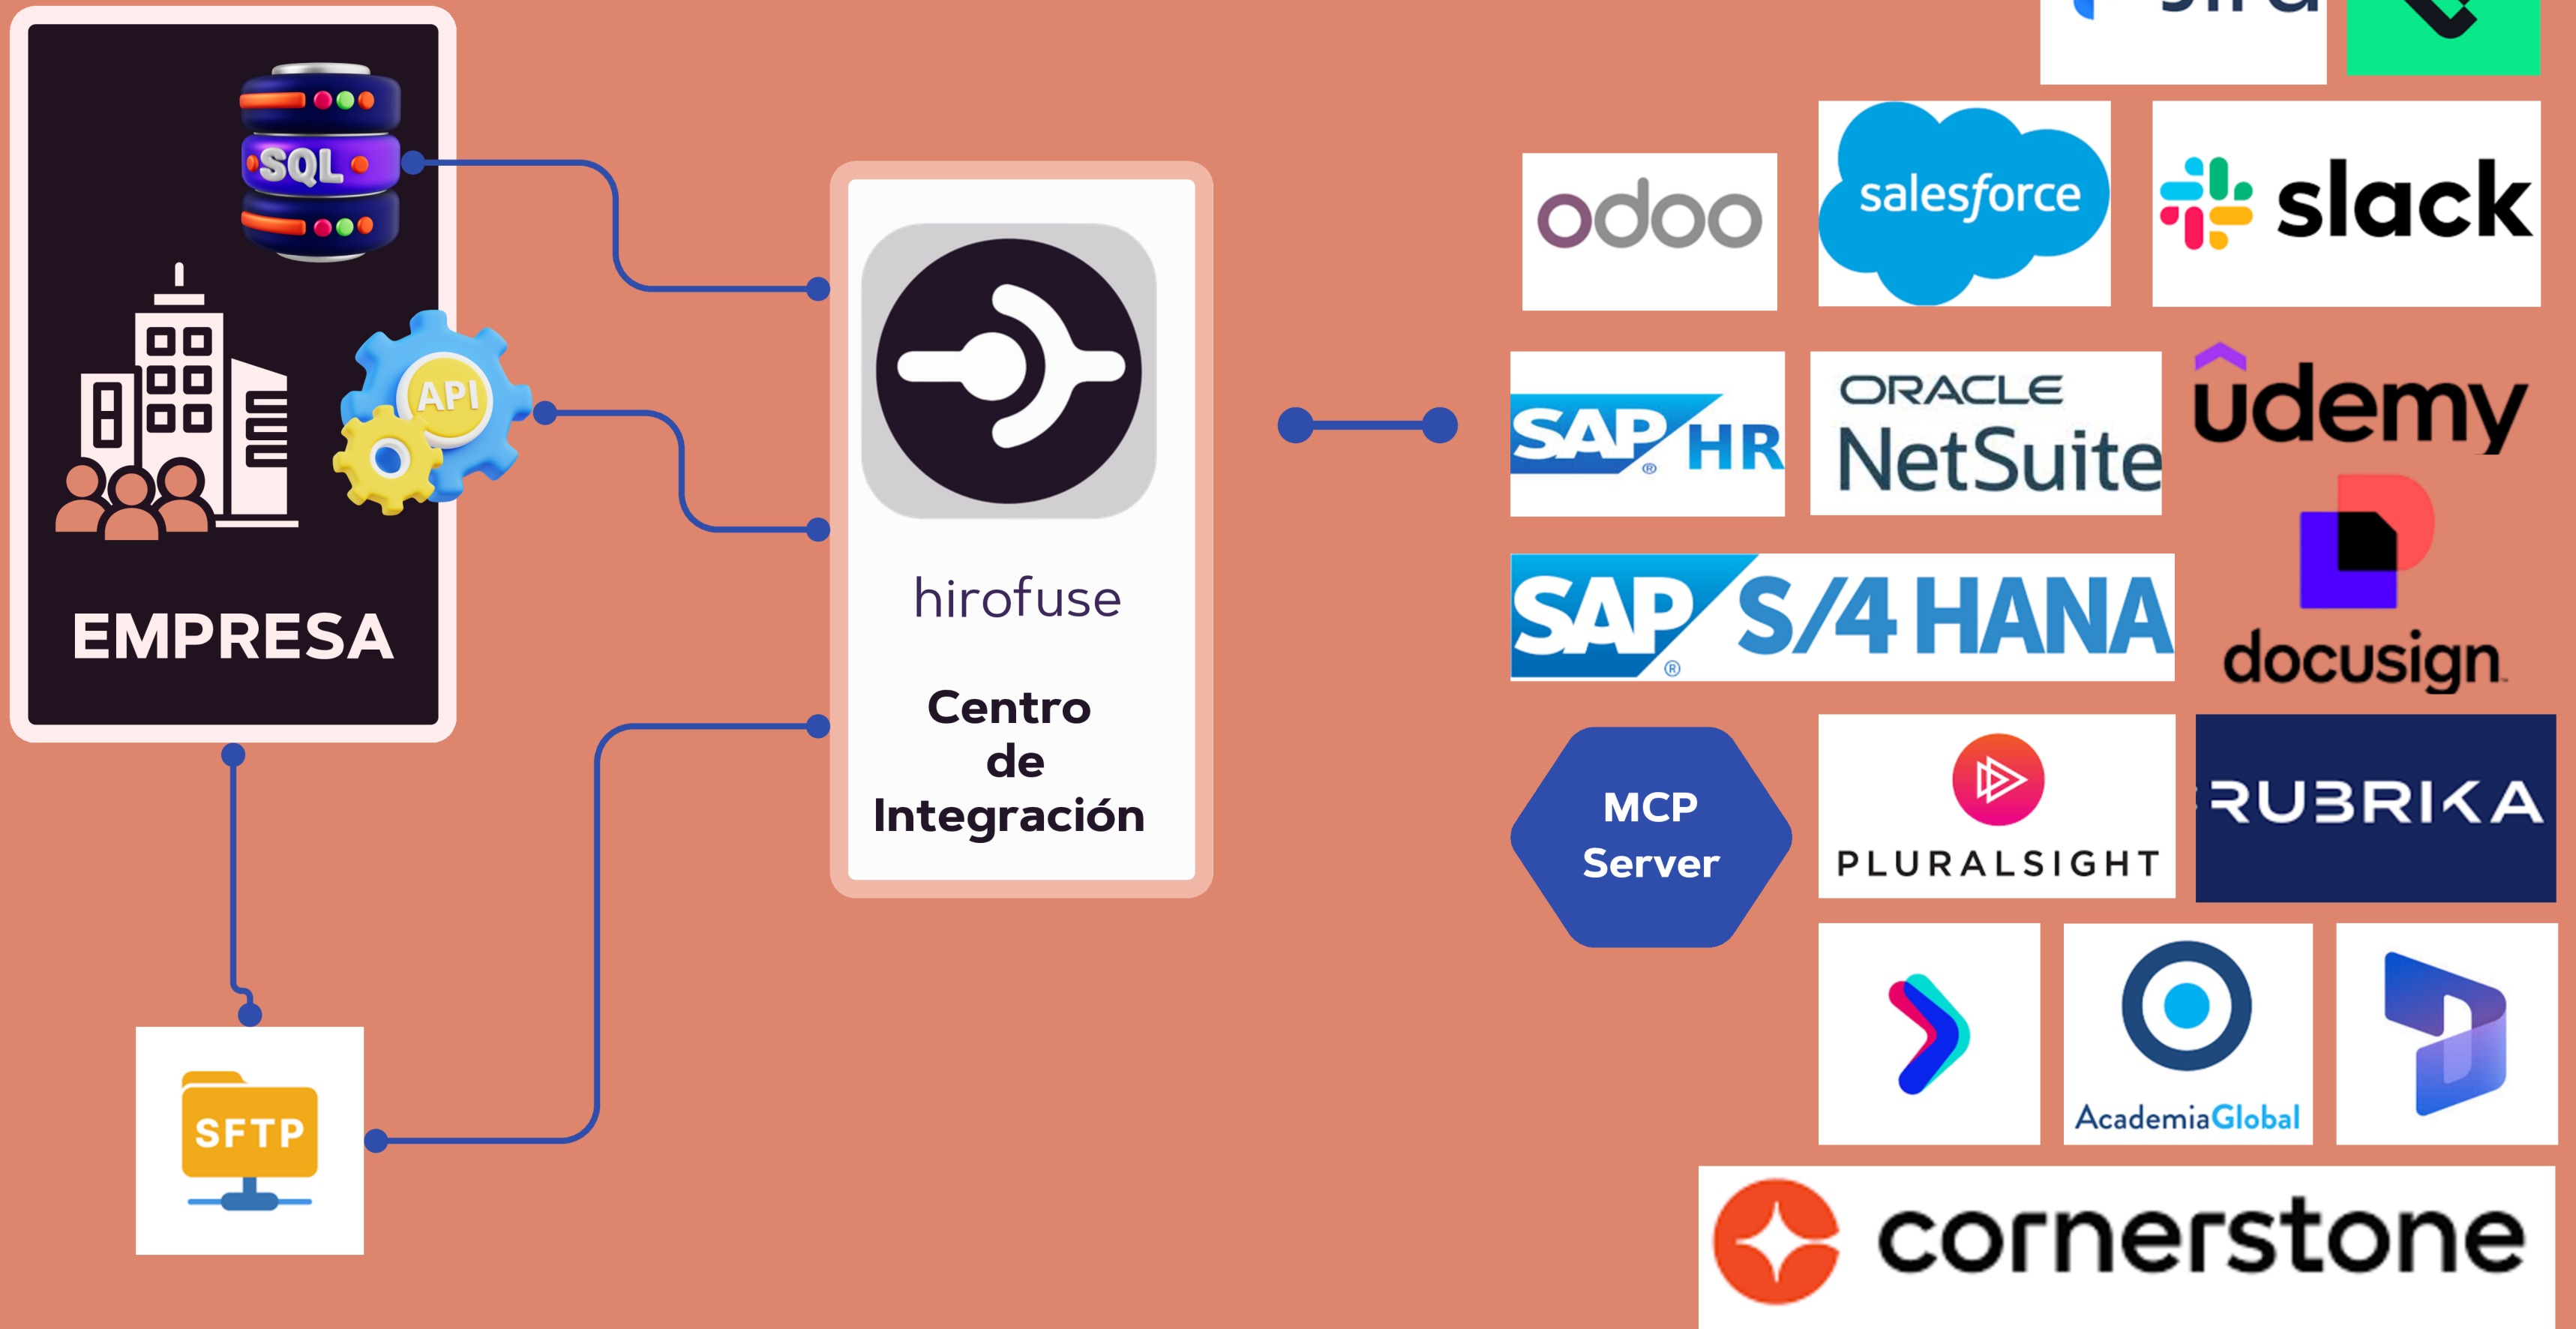 SQL
API
EMPRESA
SFTP
hirofuse
Centro
de
Integración
odoo
salesforce
slack
SAP® HR
ORACLE
NetSuite
udemy
SAP® S/4 HANA
docusign
MCP
Server
PLURALSIGHT
RUBRIKA
AcademiaGlobal
cornerstone